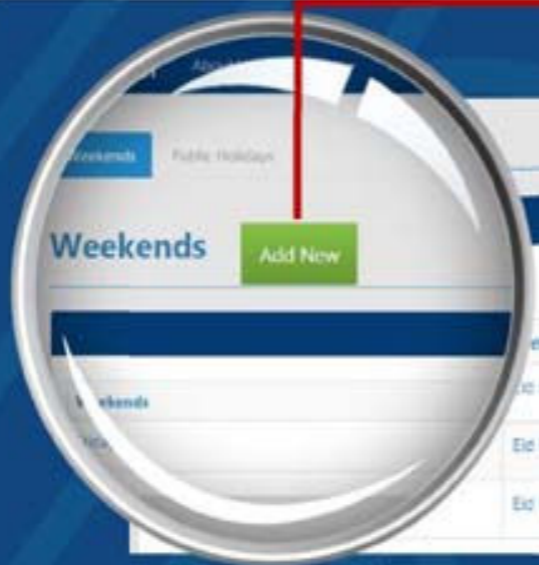 Weekends Public Holidays
Weekends
Add New
Weekends
Eid
Eid